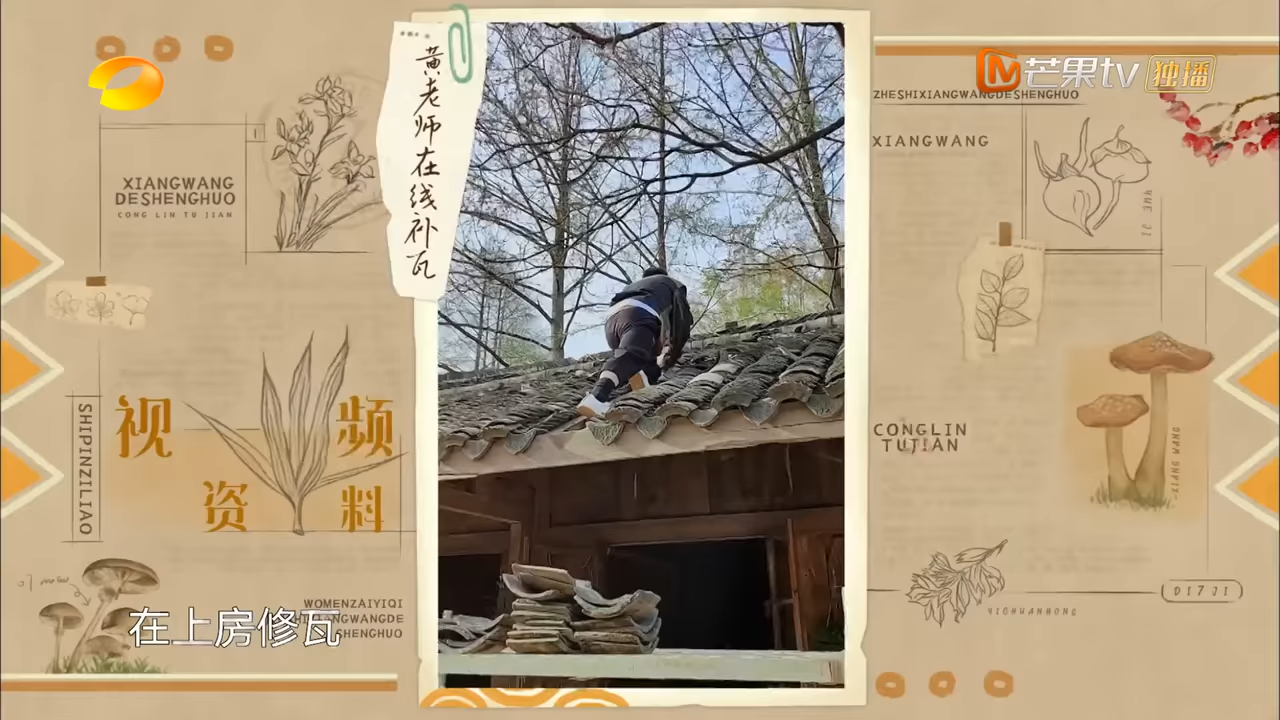 黄老师在线补瓦
芒果tv
独播
ZHESHIXIANGWANGDESHENGHUO
XIANGWANG
XIANGWANG
DESHENGHUO
CONG LIN TU JIAN
CONGLIN
TUJIAN
SHIPINZILIAO
视频
资料
WOMENZAIYIQI
在上房修瓦
YICHUANHONG